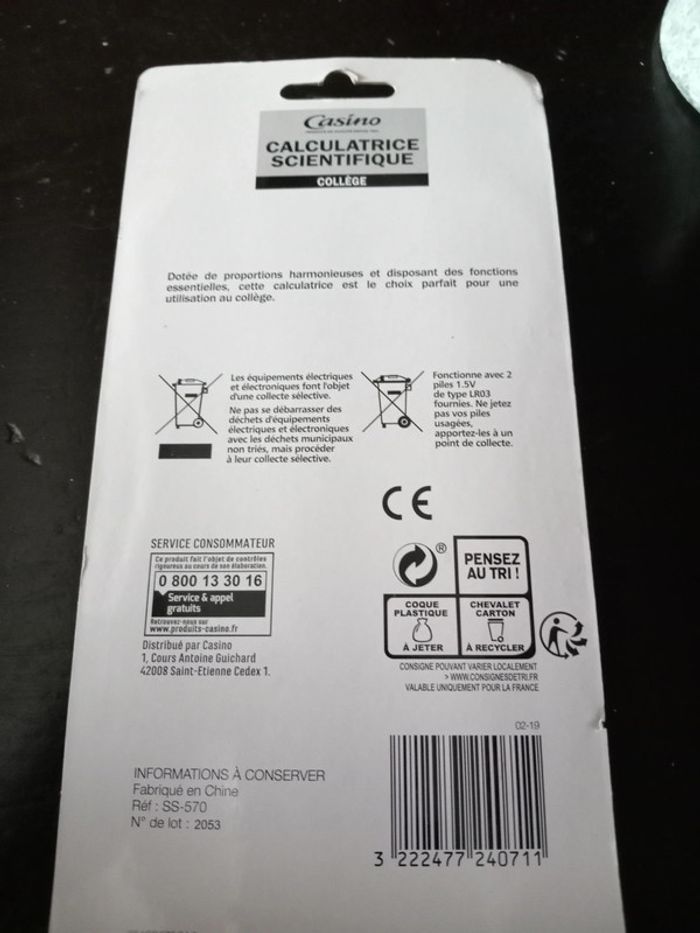 Casino
CALCULATRICE
SCIENTIFIQUE
COLLÈGE
Dotée de proportions harmonieuses et disposant des fonctions
essentielles, cette calculatrice est le choix parfait pour une
utilisation au collège.
Les équipements électriques
et électroniques font l'objet
d'une collecte sélective.
Ne pas se débarrasser des
déchets d'équipements
électriques et électroniques
avec les déchets municipaux
non triés, mais procéder
à leur collecte sélective.
Fonctionne avec 2
piles 1.5V
de type LR03
fournies. Ne jetez
pas vos piles
usagées,
apportez-les à un
point de collecte.
CE
SERVICE CONSOMMATEUR
Ce produit fait l'objet de contrôles
rigoureux au cours de son élaboration.
0 800 13 30 16
Service & appel
gratuits
Retrouvez-nous sur
www.produits-casino.fr
Distribué par Casino
1, Cours Antoine Guichard
42008 Saint-Etienne Cedex 1.
®
PENSEZ
AU TRI !
COQUE
PLASTIQUE
À JETER
CHEVALET
CARTON
À RECYCLER
CONSIGNE POUVANT VARIER LOCALEMENT
> WWW.CONSIGNESDETRI.FR
VALABLE UNIQUEMENT POUR LA FRANCE
02-19
INFORMATIONS À CONSERVER
Fabriqué en Chine
Réf : SS-570
N° de lot : 2053
3 222477 240711